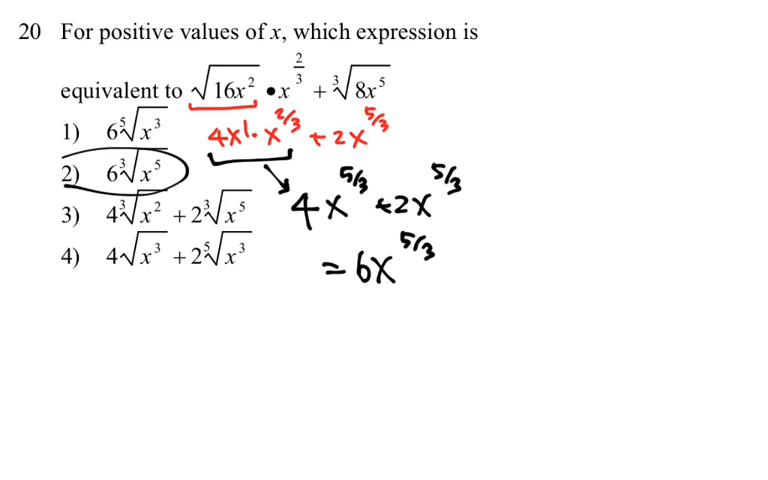 20 For positive values of x, which expression is
equivalent to √16x² • x^(2/3) + ∛8x⁵
1) 6⁵√x³
4x¹ · x^(2/3) + 2x^(5/3)
2) 6∛x⁵
4x^(5/3) + 2x^(5/3)
3) 4∛x² + 2∛x⁵
4) 4√x³ + 2⁵√x³
= 6x^(5/3)